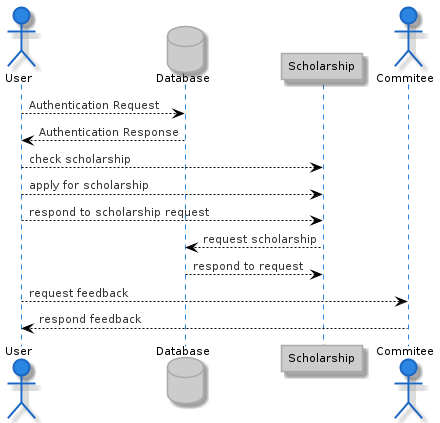 User
Database
Scholarship
Commitee
Authentication Request
Authentication Response
check scholarship
apply for scholarship
respond to scholarship request
request scholarship
respond to request
request feedback
respond feedback
User
Database
Scholarship
Commitee